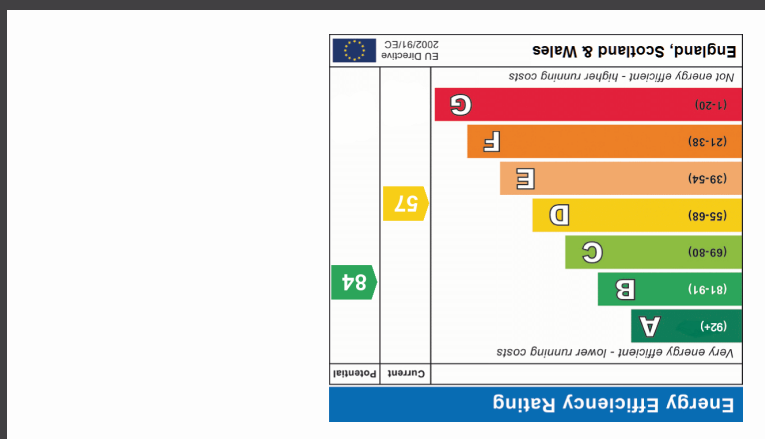 Energy Efficiency Rating
Current Potential
Very energy efficient - lower running costs
(92+) A
(81-91) B
84
(69-80) C
(55-68) D
57
(39-54) E
(21-38) F
(1-20) G
Not energy efficient - higher running costs
England, Scotland & Wales
EU Directive
2002/91/EC